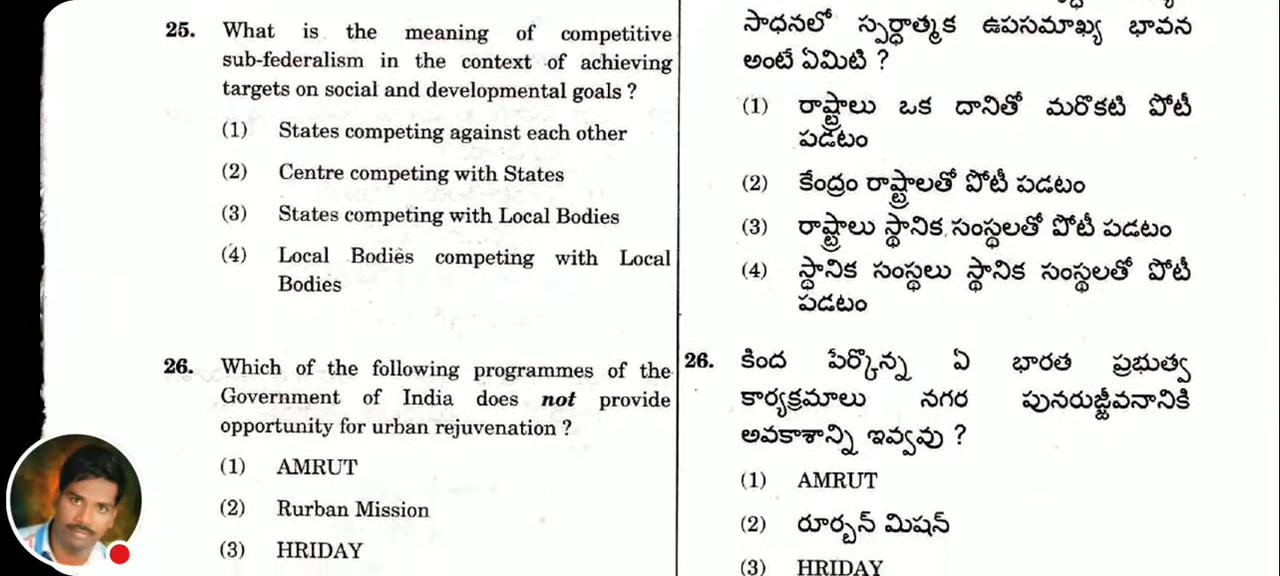 25. What is the meaning of competitive
sub-federalism in the context of achieving
targets on social and developmental goals ?
(1) States competing against each other
(2) Centre competing with States
(3) States competing with Local Bodies
(4) Local Bodies competing with Local
Bodies
26. Which of the following programmes of the
Government of India does not provide
opportunity for urban rejuvenation ?
(1) AMRUT
(2) Rurban Mission
(3) HRIDAY
సాధనలో స్పర్ధాత్మక ఉపసమాఖ్య భావన
అంటే ఏమిటి ?
(1) రాష్ట్రాలు ఒక దానితో మరొకటి పోటీ
పడటం
(2) కేంద్రం రాష్ట్రాలతో పోటీ పడటం
(3) రాష్ట్రాలు స్థానిక సంస్థలతో పోటీ పడటం
(4) స్థానిక సంస్థలు స్థానిక సంస్థలతో పోటీ
పడటం
26. కింద పేర్కొన్న ఏ భారత ప్రభుత్వ
కార్యక్రమాలు నగర పునరుజ్జీవనానికి
అవకాశాన్ని ఇవ్వవు ?
(1) AMRUT
(2) రూర్బన్ మిషన్
(3) HRIDAY